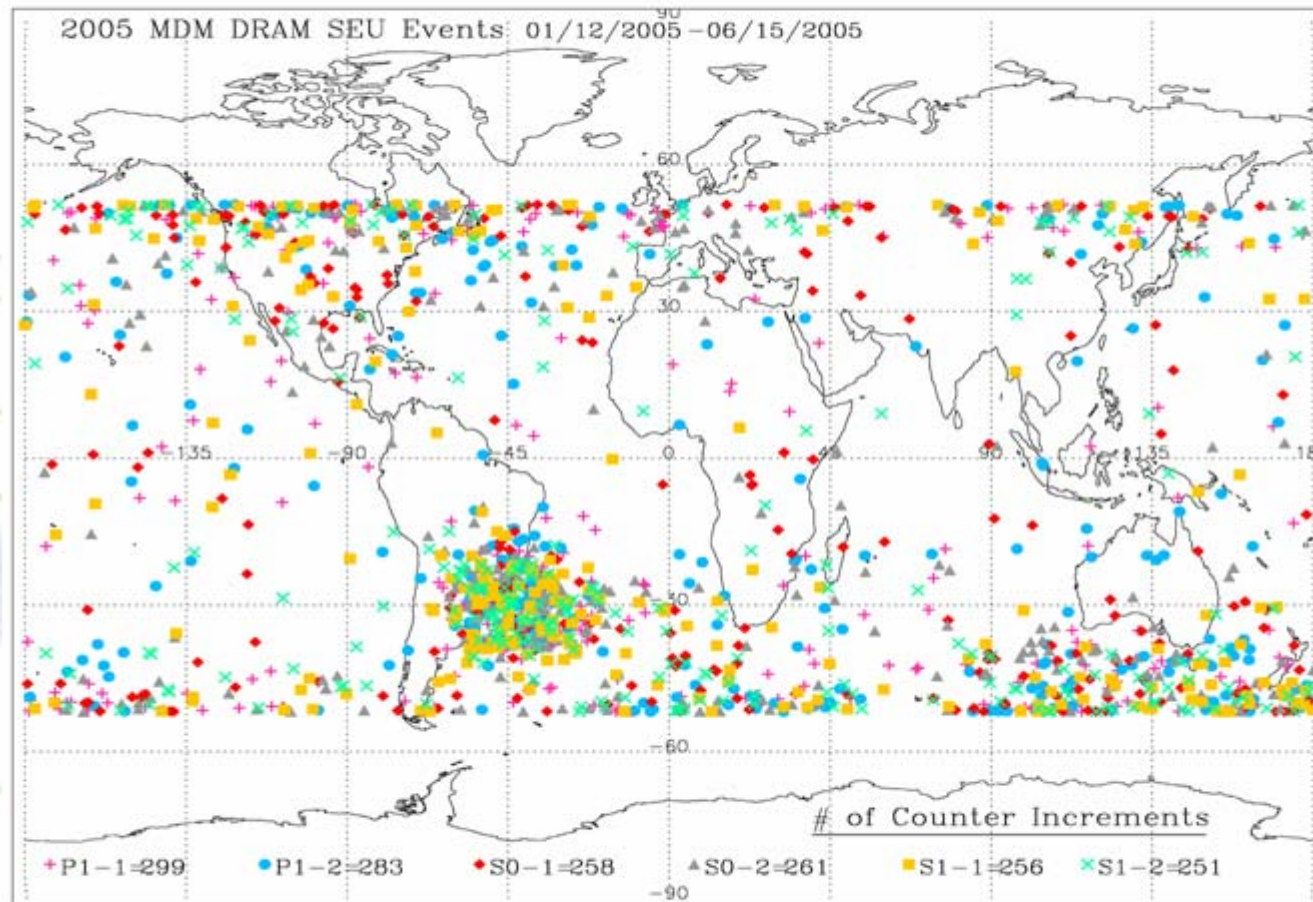 90
2005 MDM DRAM SEU Events 01/12/2005-06/15/2005
60
30
-135 -90 -45 0 45 90 135 18
-30
-60
# of Counter Increments
P1-1=299 P1-2=283 S0-1=258 S0-2=261 S1-1=256 S1-2=251
-90